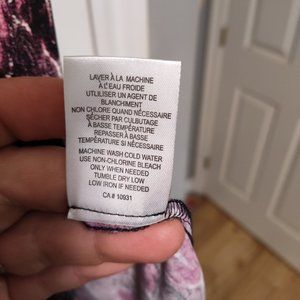 LAVER À LA MACHINE
À L'EAU FROIDE
UTLILISER UN AGENT DE
BLANCHIMENT
NON CHLORE QUAND NÉCESSAIRE
SÉCHER PAR CULBUTAGE
À BASSE TEMPÉRATURE
REPASSER À BASSE
TEMPÉRATURE SI NÉCESSAIRE
MACHINE WASH COLD WATER
USE NON-CHLORINE BLEACH
ONLY WHEN NEEDED
TUMBLE DRY LOW
LOW IRON IF NEEDED
CA # 10931